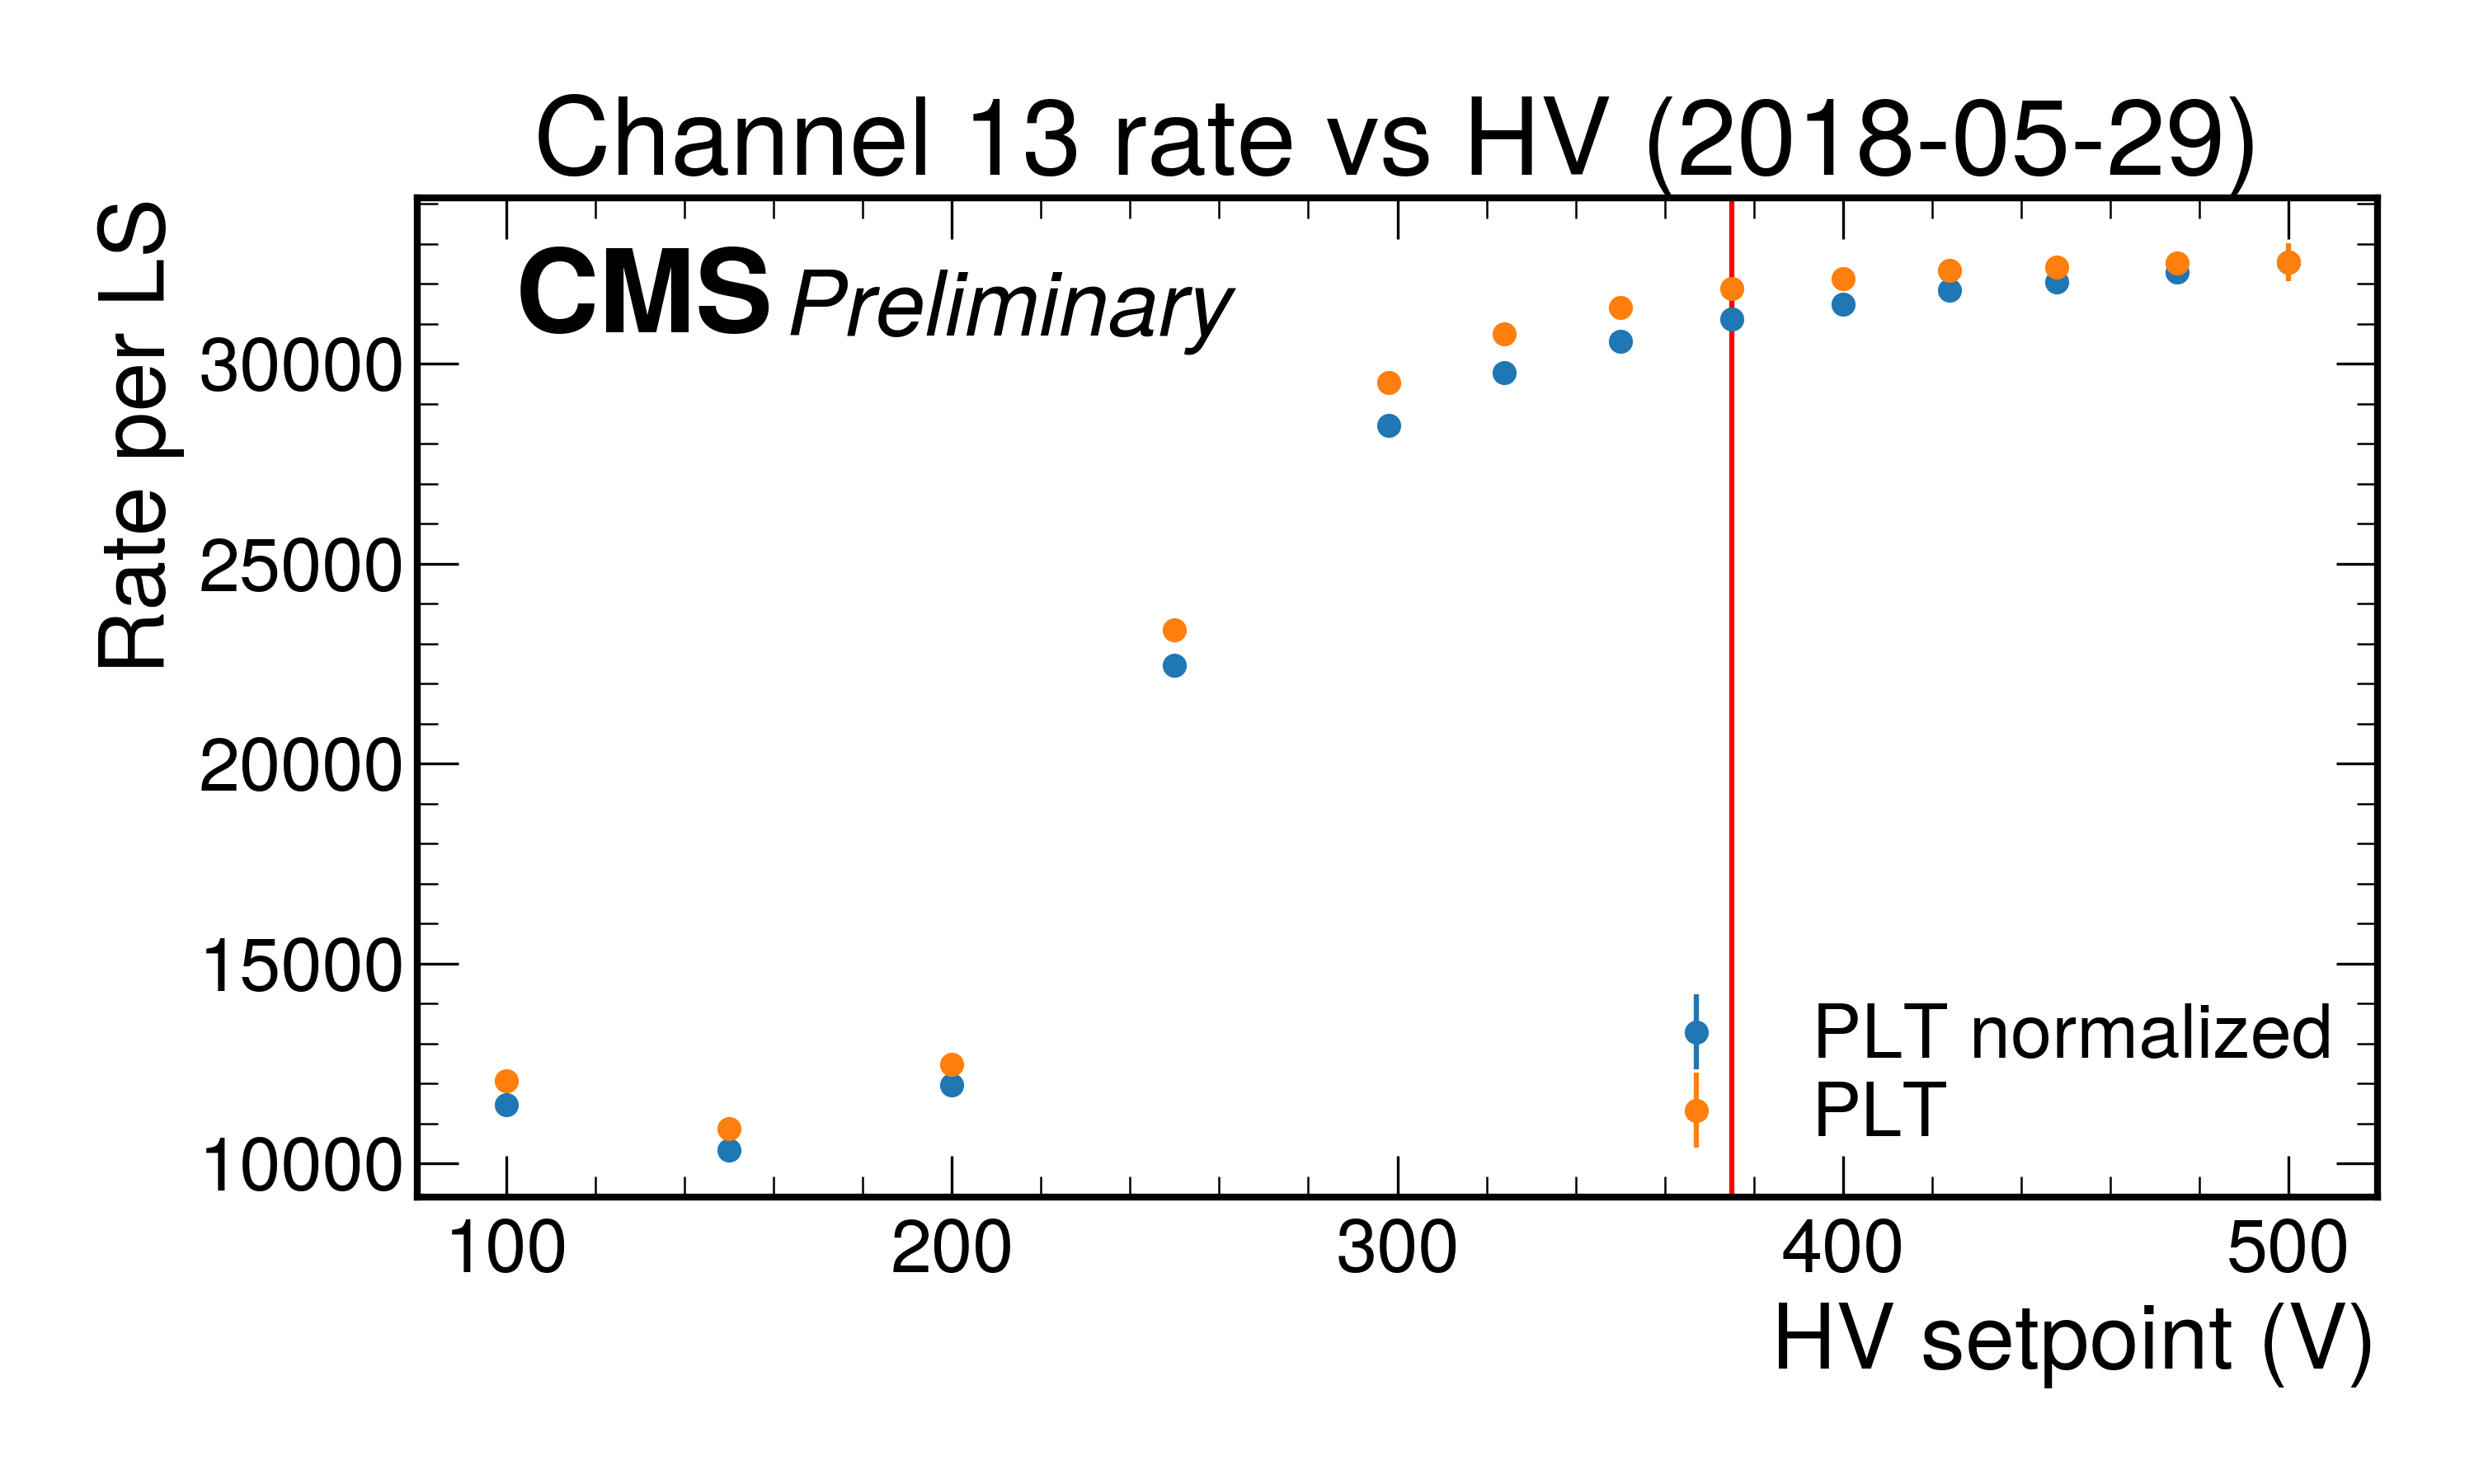 Channel 13 rate vs HV (2018-05-29)
CMS Preliminary
Rate per LS
30000
25000
20000
15000
10000
PLT normalized
PLT
100 200 300 400 500
HV setpoint (V)